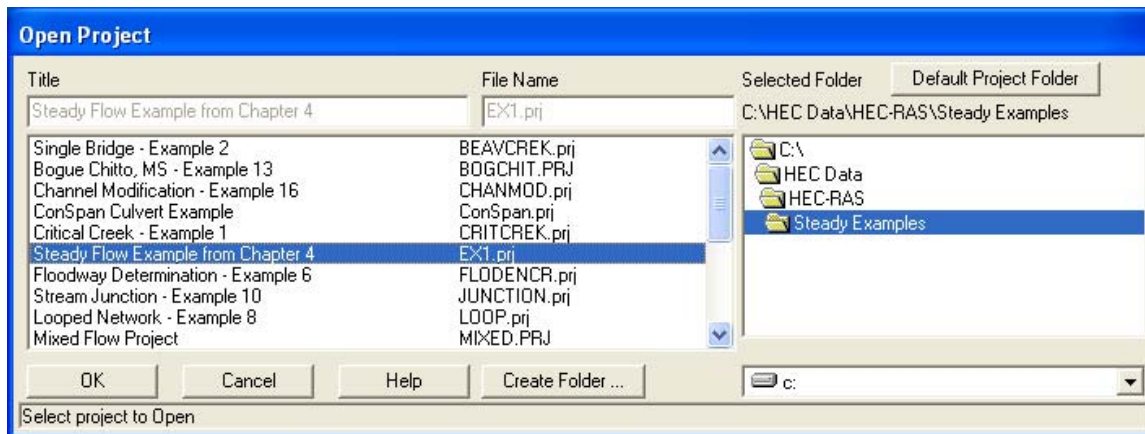 Open Project
Title File Name Selected Folder Default Project Folder
Steady Flow Example from Chapter 4 EX1.prj C:\HEC Data\HEC-RAS\Steady Examples
Single Bridge - Example 2 BEAVCREK.prj
Bogue Chitto, MS - Example 13 BOGCHIT.PRJ
Channel Modification - Example 16 CHANMOD.prj
ConSpan Culvert Example ConSpan.prj
Critical Creek - Example 1 CRITCREK.prj
Steady Flow Example from Chapter 4 EX1.prj
Floodway Determination - Example 6 FLODENCR.prj
Stream Junction - Example 10 JUNCTION.prj
Looped Network - Example 8 LOOP.prj
Mixed Flow Project MIXED.PRJ
C:\
HEC Data
HEC-RAS
Steady Examples
OK Cancel Help Create Folder ... c:
Select project to Open